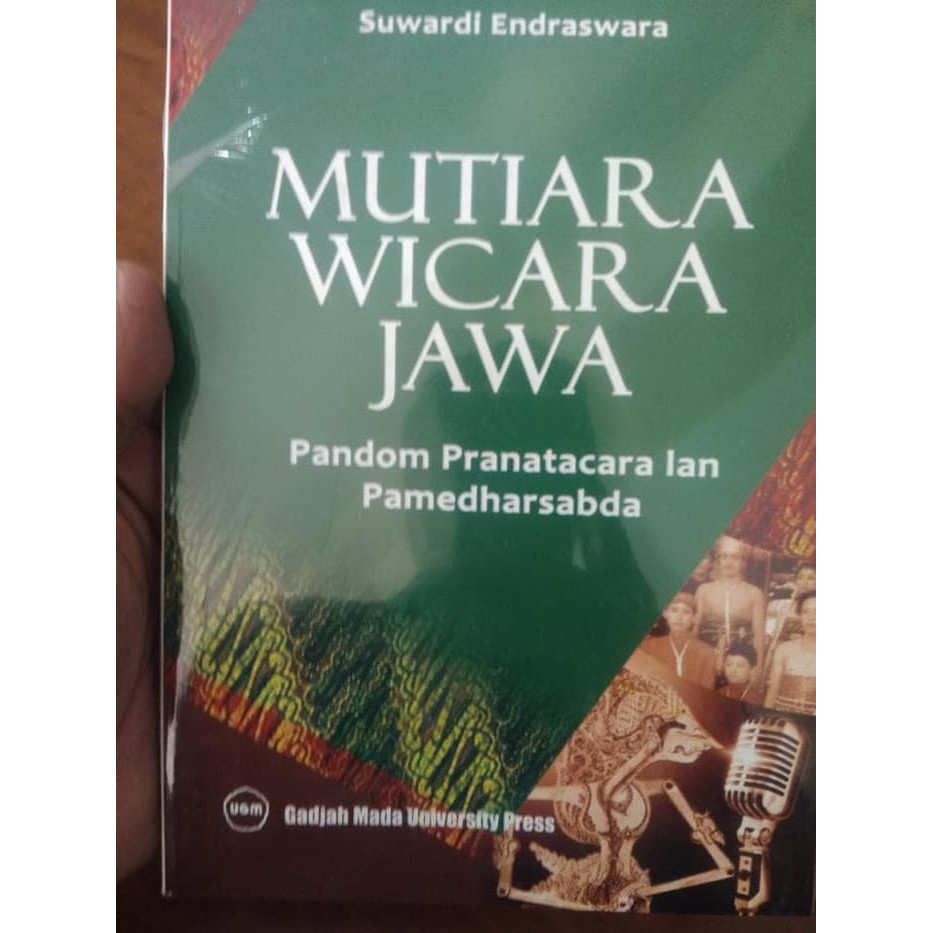 Suwardi Endraswara
MUTIARA
WICARA
JAWA
Pandom Pranatacara lan
Pamedharsabda
UGM
Gadjah Mada University Press